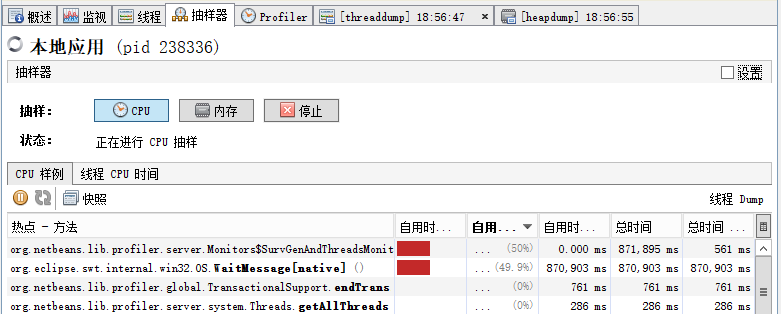 概述 监视 线程 抽样器 Profiler [threaddump] 18:56:47 × [heapdump] 18:56:55
本地应用 (pid 238336)
抽样器 设置
抽样: CPU 内存 停止
状态: 正在进行 CPU 抽样
CPU 样例 线程 CPU 时间
快照 线程 Dump
热点 - 方法 自用时... 自用... 自用时... 总时间 总时间 ...
org.netbeans.lib.profiler.server.Monitors$SurvGenAndThreadsMonit ... (50%) 0.000 ms 871,895 ms 561 ms
org.eclipse.swt.internal.win32.OS.WaitMessage[native] () ... (49.9%) 870,903 ms 870,903 ms 870,903 ms
org.netbeans.lib.profiler.global.TransactionalSupport.endTrans ... (0%) 761 ms 761 ms 761 ms
org.netbeans.lib.profiler.server.system.Threads.getAllThreads ... (0%) 286 ms 286 ms 286 ms